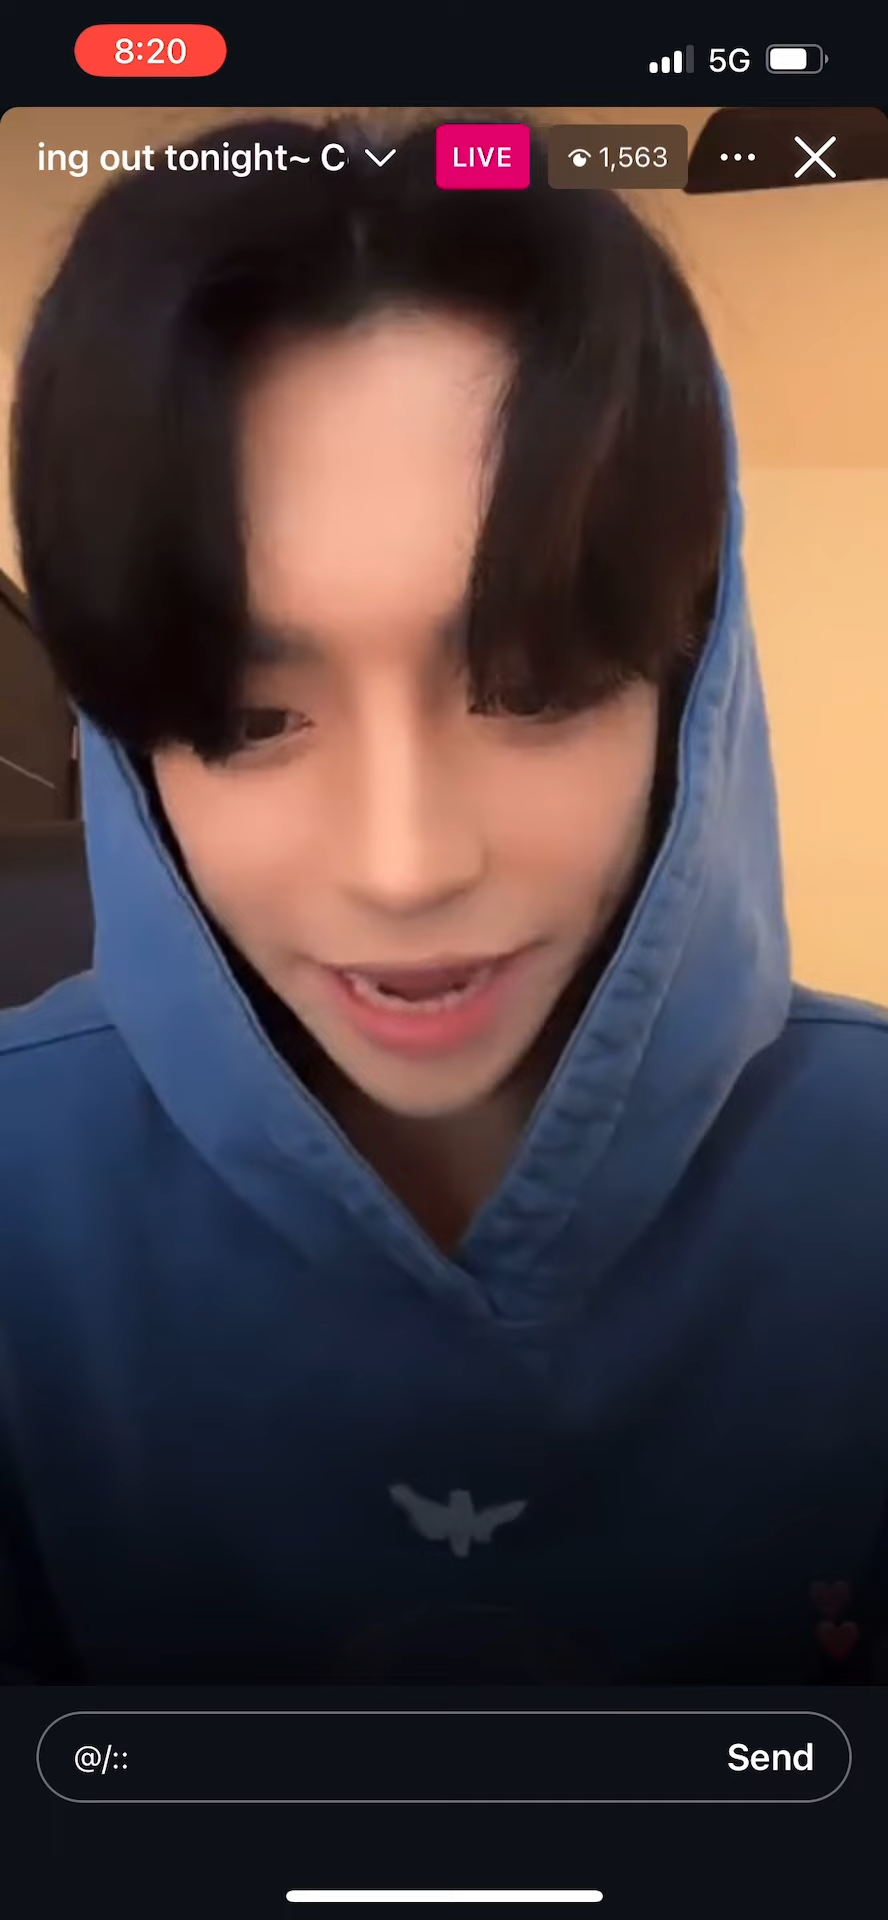 8:20
5G
ing out tonight~ C
LIVE
1,563
@/::
Send